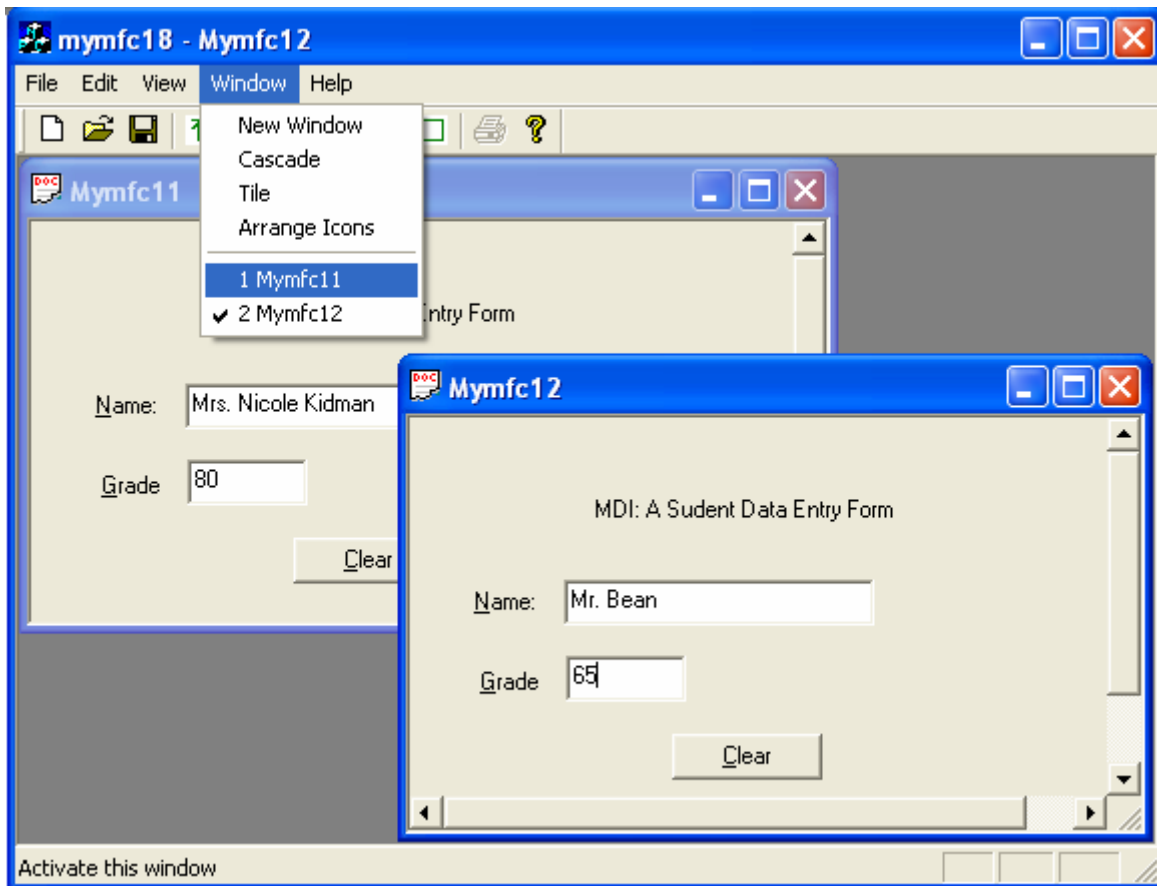 mymfc18 - Mymfc12
File Edit View Window Help
New Window
Cascade
Tile
Arrange Icons
1 Mymfc11
2 Mymfc12
Mymfc11
Entry Form
Name: Mrs. Nicole Kidman
Grade 80
Clear
Mymfc12
MDI: A Sudent Data Entry Form
Name: Mr. Bean
Grade 65
Clear
Activate this window